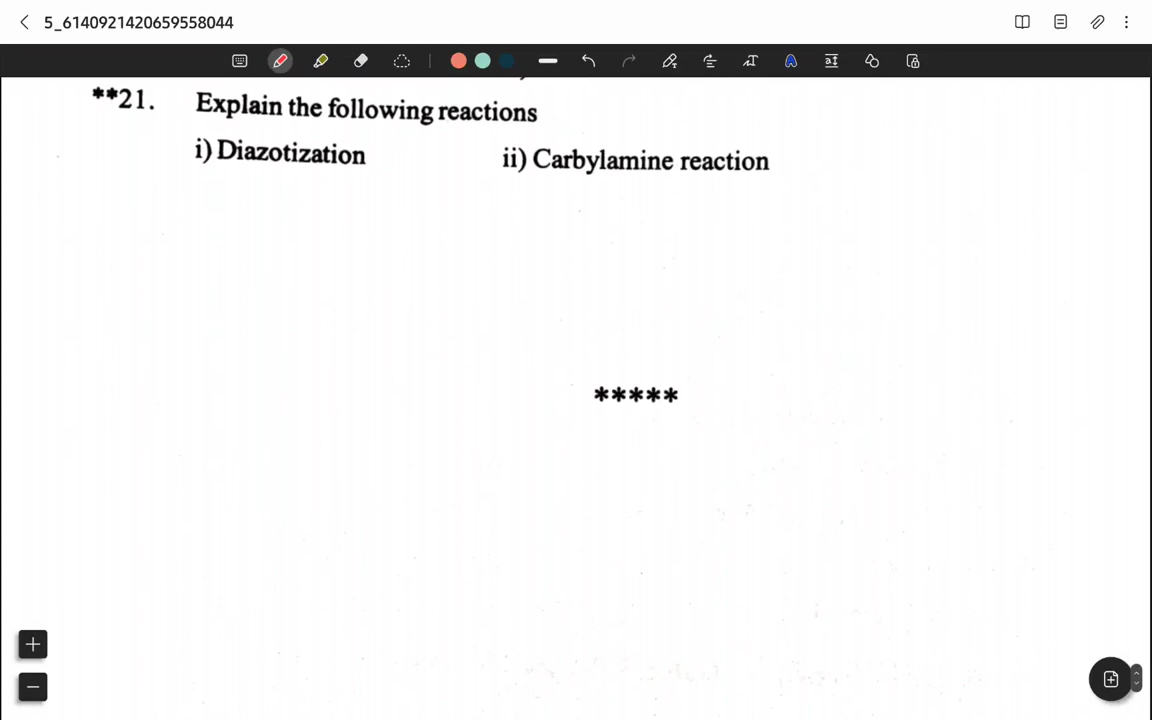 5_6140921420659558044
**21. Explain the following reactions
i) Diazotization ii) Carbylamine reaction
*****